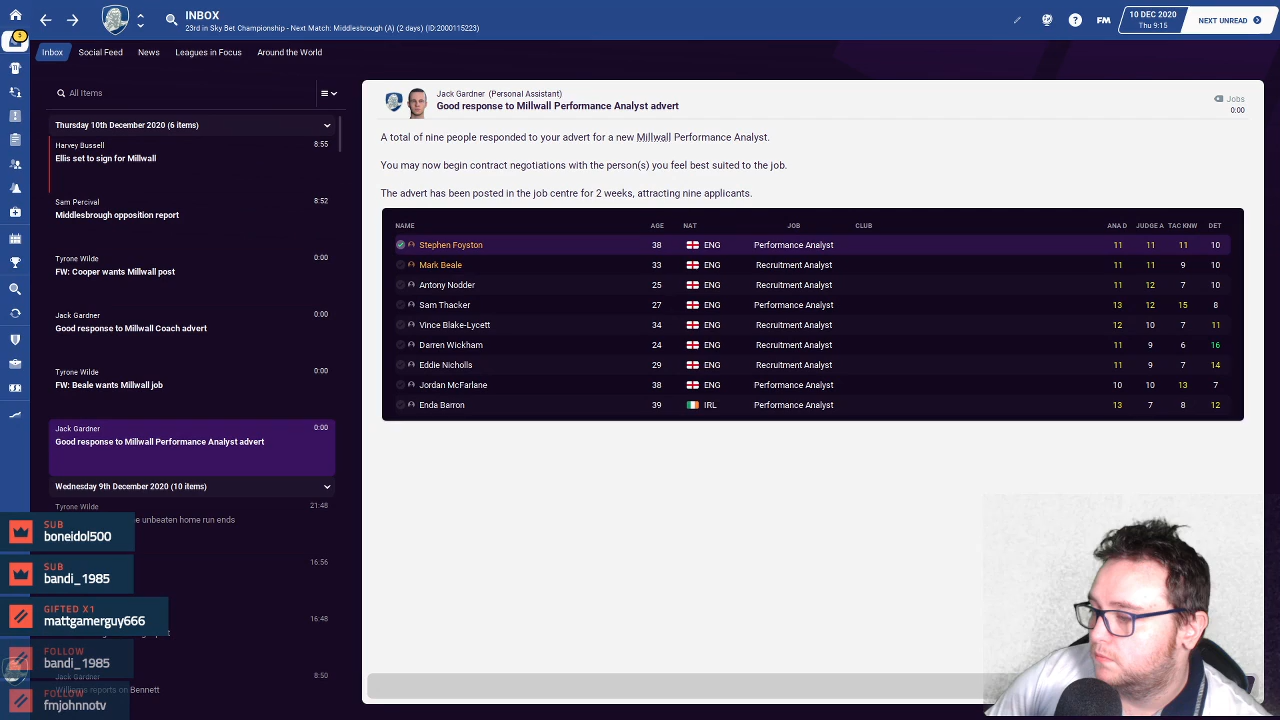 INBOX
23rd in Sky Bet Championship - Next Match: Middlesbrough (A) (2 days) (ID:2000115223)
FM
10 DEC 2020
Thu 9:15
NEXT UNREAD
5
Inbox Social Feed News Leagues in Focus Around the World
All Items
Thursday 10th December 2020 (6 items)
Harvey Bussell 8:55
Ellis set to sign for Millwall
Sam Percival 8:52
Middlesbrough opposition report
Tyrone Wilde 0:00
FW: Cooper wants Millwall post
Jack Gardner 0:00
Good response to Millwall Coach advert
Tyrone Wilde 0:00
FW: Beale wants Millwall job
Jack Gardner 0:00
Good response to Millwall Performance Analyst advert
Wednesday 9th December 2020 (10 items)
Tyrone Wilde 21:48
e unbeaten home run ends
16:56
16:48
Jack Gardner 8:50
Williams reports on Bennett
SUB
boneidol500
SUB
bandi_1985
GIFTED X1
mattgamerguy666
FOLLOW
bandi_1985
FOLLOW
fmjohnnotv
Jack Gardner (Personal Assistant)
Good response to Millwall Performance Analyst advert
Jobs
0:00
A total of nine people responded to your advert for a new Millwall Performance Analyst.
You may now begin contract negotiations with the person(s) you feel best suited to the job.
The advert has been posted in the job centre for 2 weeks, attracting nine applicants.
NAME AGE NAT JOB CLUB ANA D JUDGE A TAC KNW DET
Stephen Foyston 38 ENG Performance Analyst 11 11 11 10
Mark Beale 33 ENG Recruitment Analyst 11 11 9 10
Antony Nodder 25 ENG Recruitment Analyst 11 12 7 10
Sam Thacker 27 ENG Performance Analyst 13 12 15 8
Vince Blake-Lycett 34 ENG Recruitment Analyst 12 10 7 11
Darren Wickham 24 ENG Recruitment Analyst 11 9 6 16
Eddie Nicholls 29 ENG Recruitment Analyst 11 9 7 14
Jordan McFarlane 38 ENG Performance Analyst 10 10 13 7
Enda Barron 39 IRL Performance Analyst 13 7 8 12